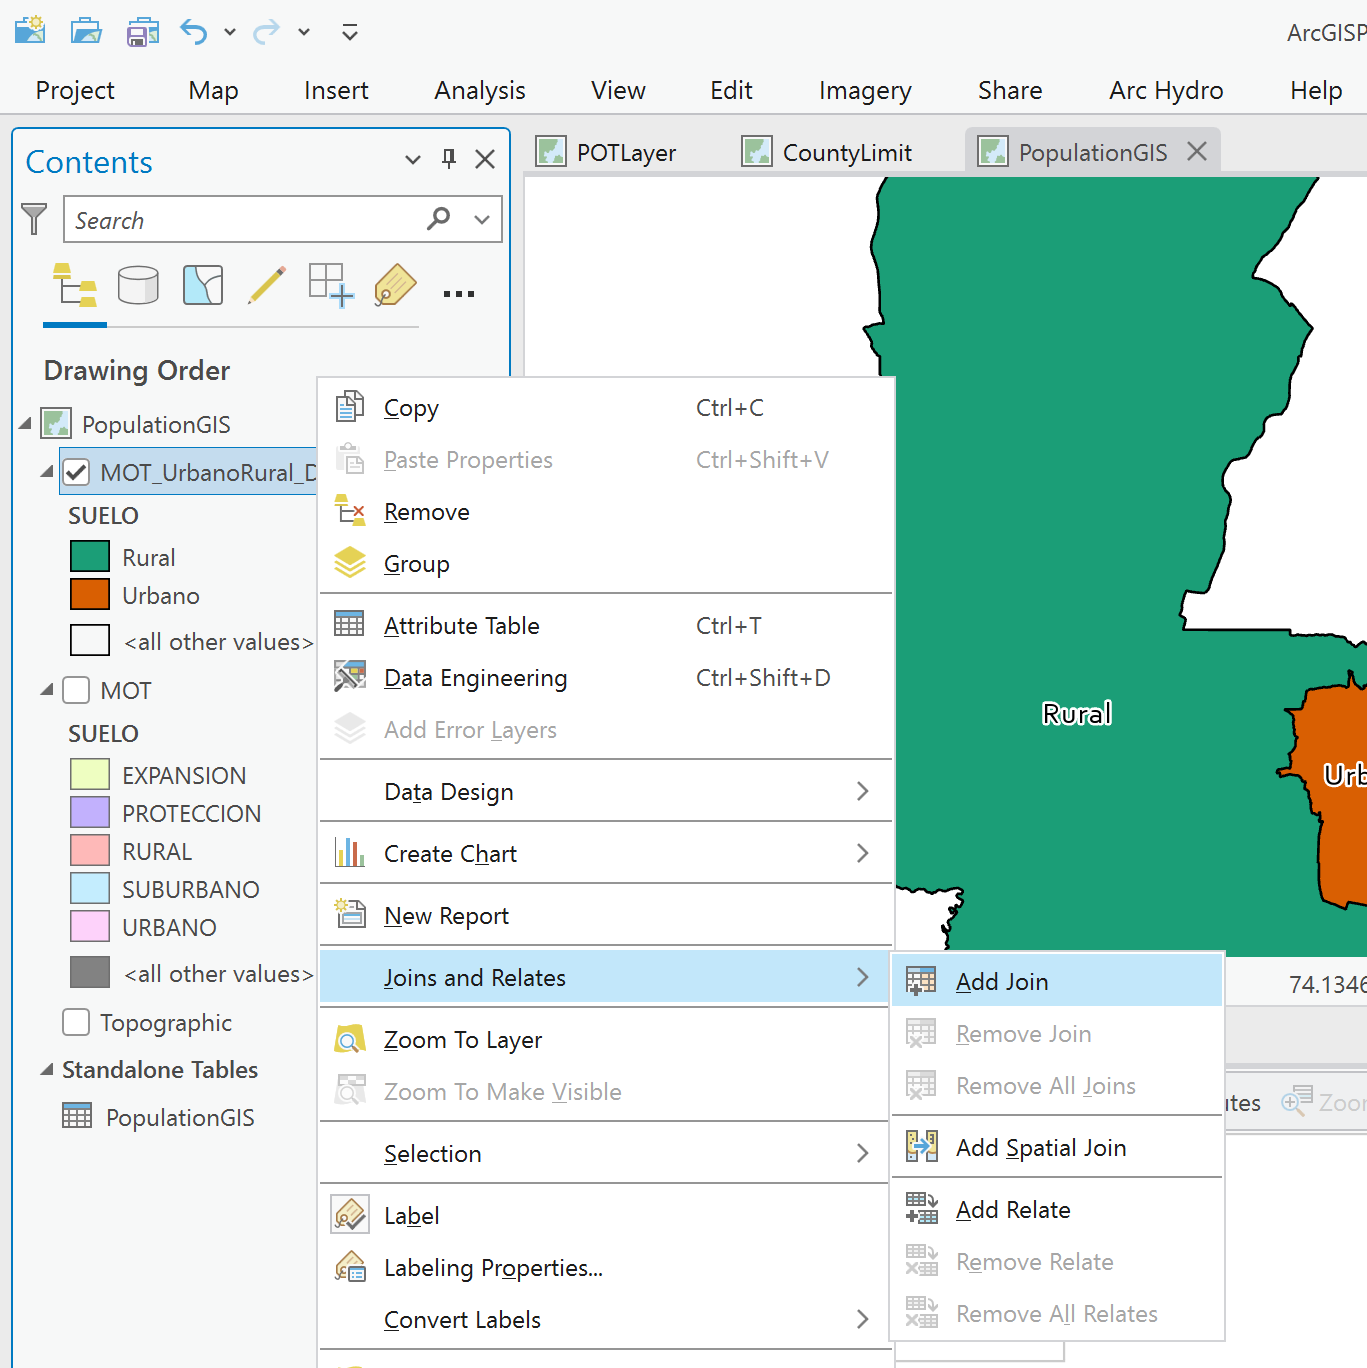 ArcGISP
Project Map Insert Analysis View Edit Imagery Share Arc Hydro Help
Contents
Search
Drawing Order
PopulationGIS
MOT_UrbanoRural_D
SUELO
Rural
Urbano
<all other values>
MOT
SUELO
EXPANSION
PROTECCION
RURAL
SUBURBANO
URBANO
<all other values>
Topographic
Standalone Tables
PopulationGIS
POTLayer CountyLimit PopulationGIS
Copy Ctrl+C
Paste Properties Ctrl+Shift+V
Remove
Group
Attribute Table Ctrl+T
Data Engineering Ctrl+Shift+D
Add Error Layers
Data Design
Create Chart
New Report
Joins and Relates
Zoom To Layer
Zoom To Make Visible
Selection
Label
Labeling Properties...
Convert Labels
Add Join
Remove Join
Remove All Joins
Add Spatial Join
Add Relate
Remove Relate
Remove All Relates
Rural
Urb
74.1346
utes Zoor